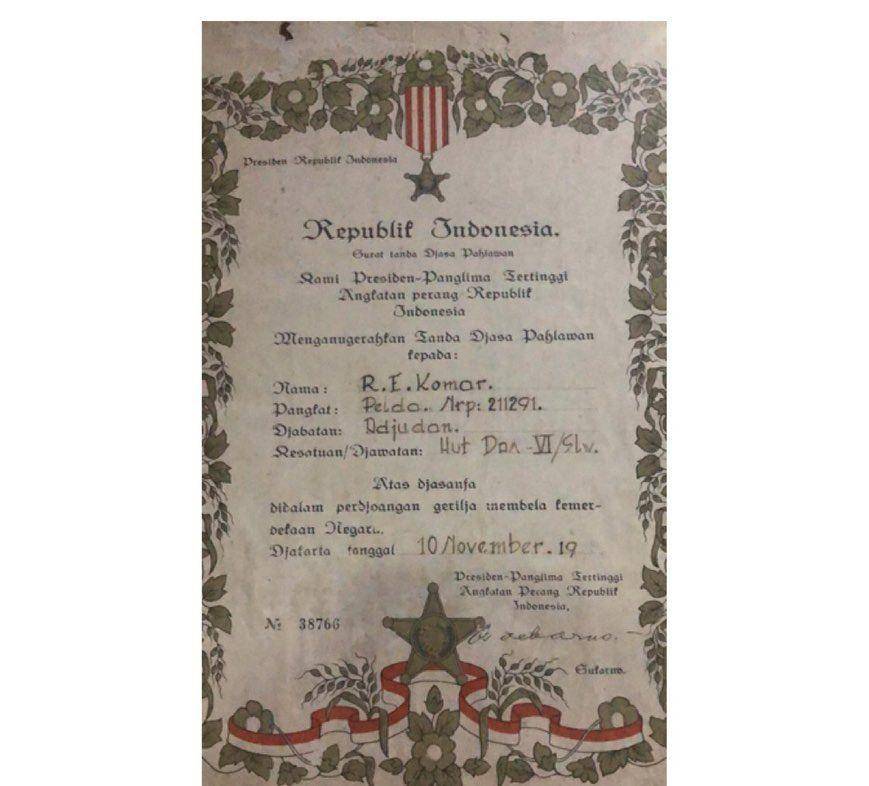 Presiden Republik Indonesia
Republik Indonesia.
Surat tanda Djasa Pahlawan
Kami Presiden-Panglima Tertinggi
Angkatan perang Republik
Indonesia
Menganugerahkan Tanda Djasa Pahlawan
kepada:
Nama: R.E.Komar.
Pangkat: Pelda. Nrp: 211291.
Djabatan: Adjudan.
Kesatuan/Djawatan: Hut Dan-VI/Slw.
Atas djasanja
didalam perdjoangan gerilja membela kemer-
dekaan Negara.
Djakarta tanggal 10 November. 19
Presiden-Panglima Tertinggi
Angkatan Perang Republik
Indonesia,
№ 38766
Soekarno.
Sukarno.